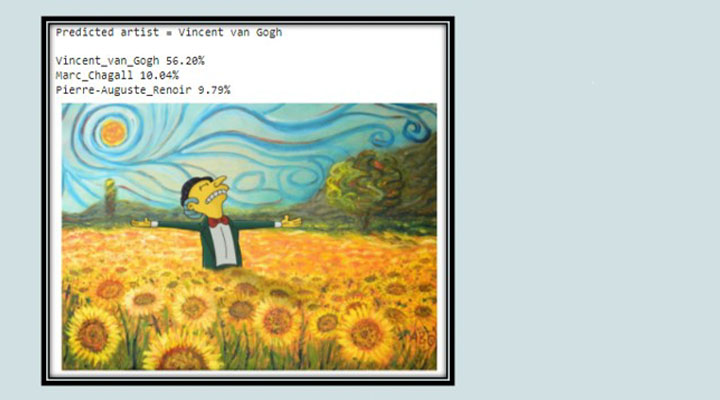 Predicted artist = Vincent van Gogh
Vincent_van_Gogh 56.20%
Marc_Chagall 10.04%
Pierre-Auguste_Renoir 9.79%